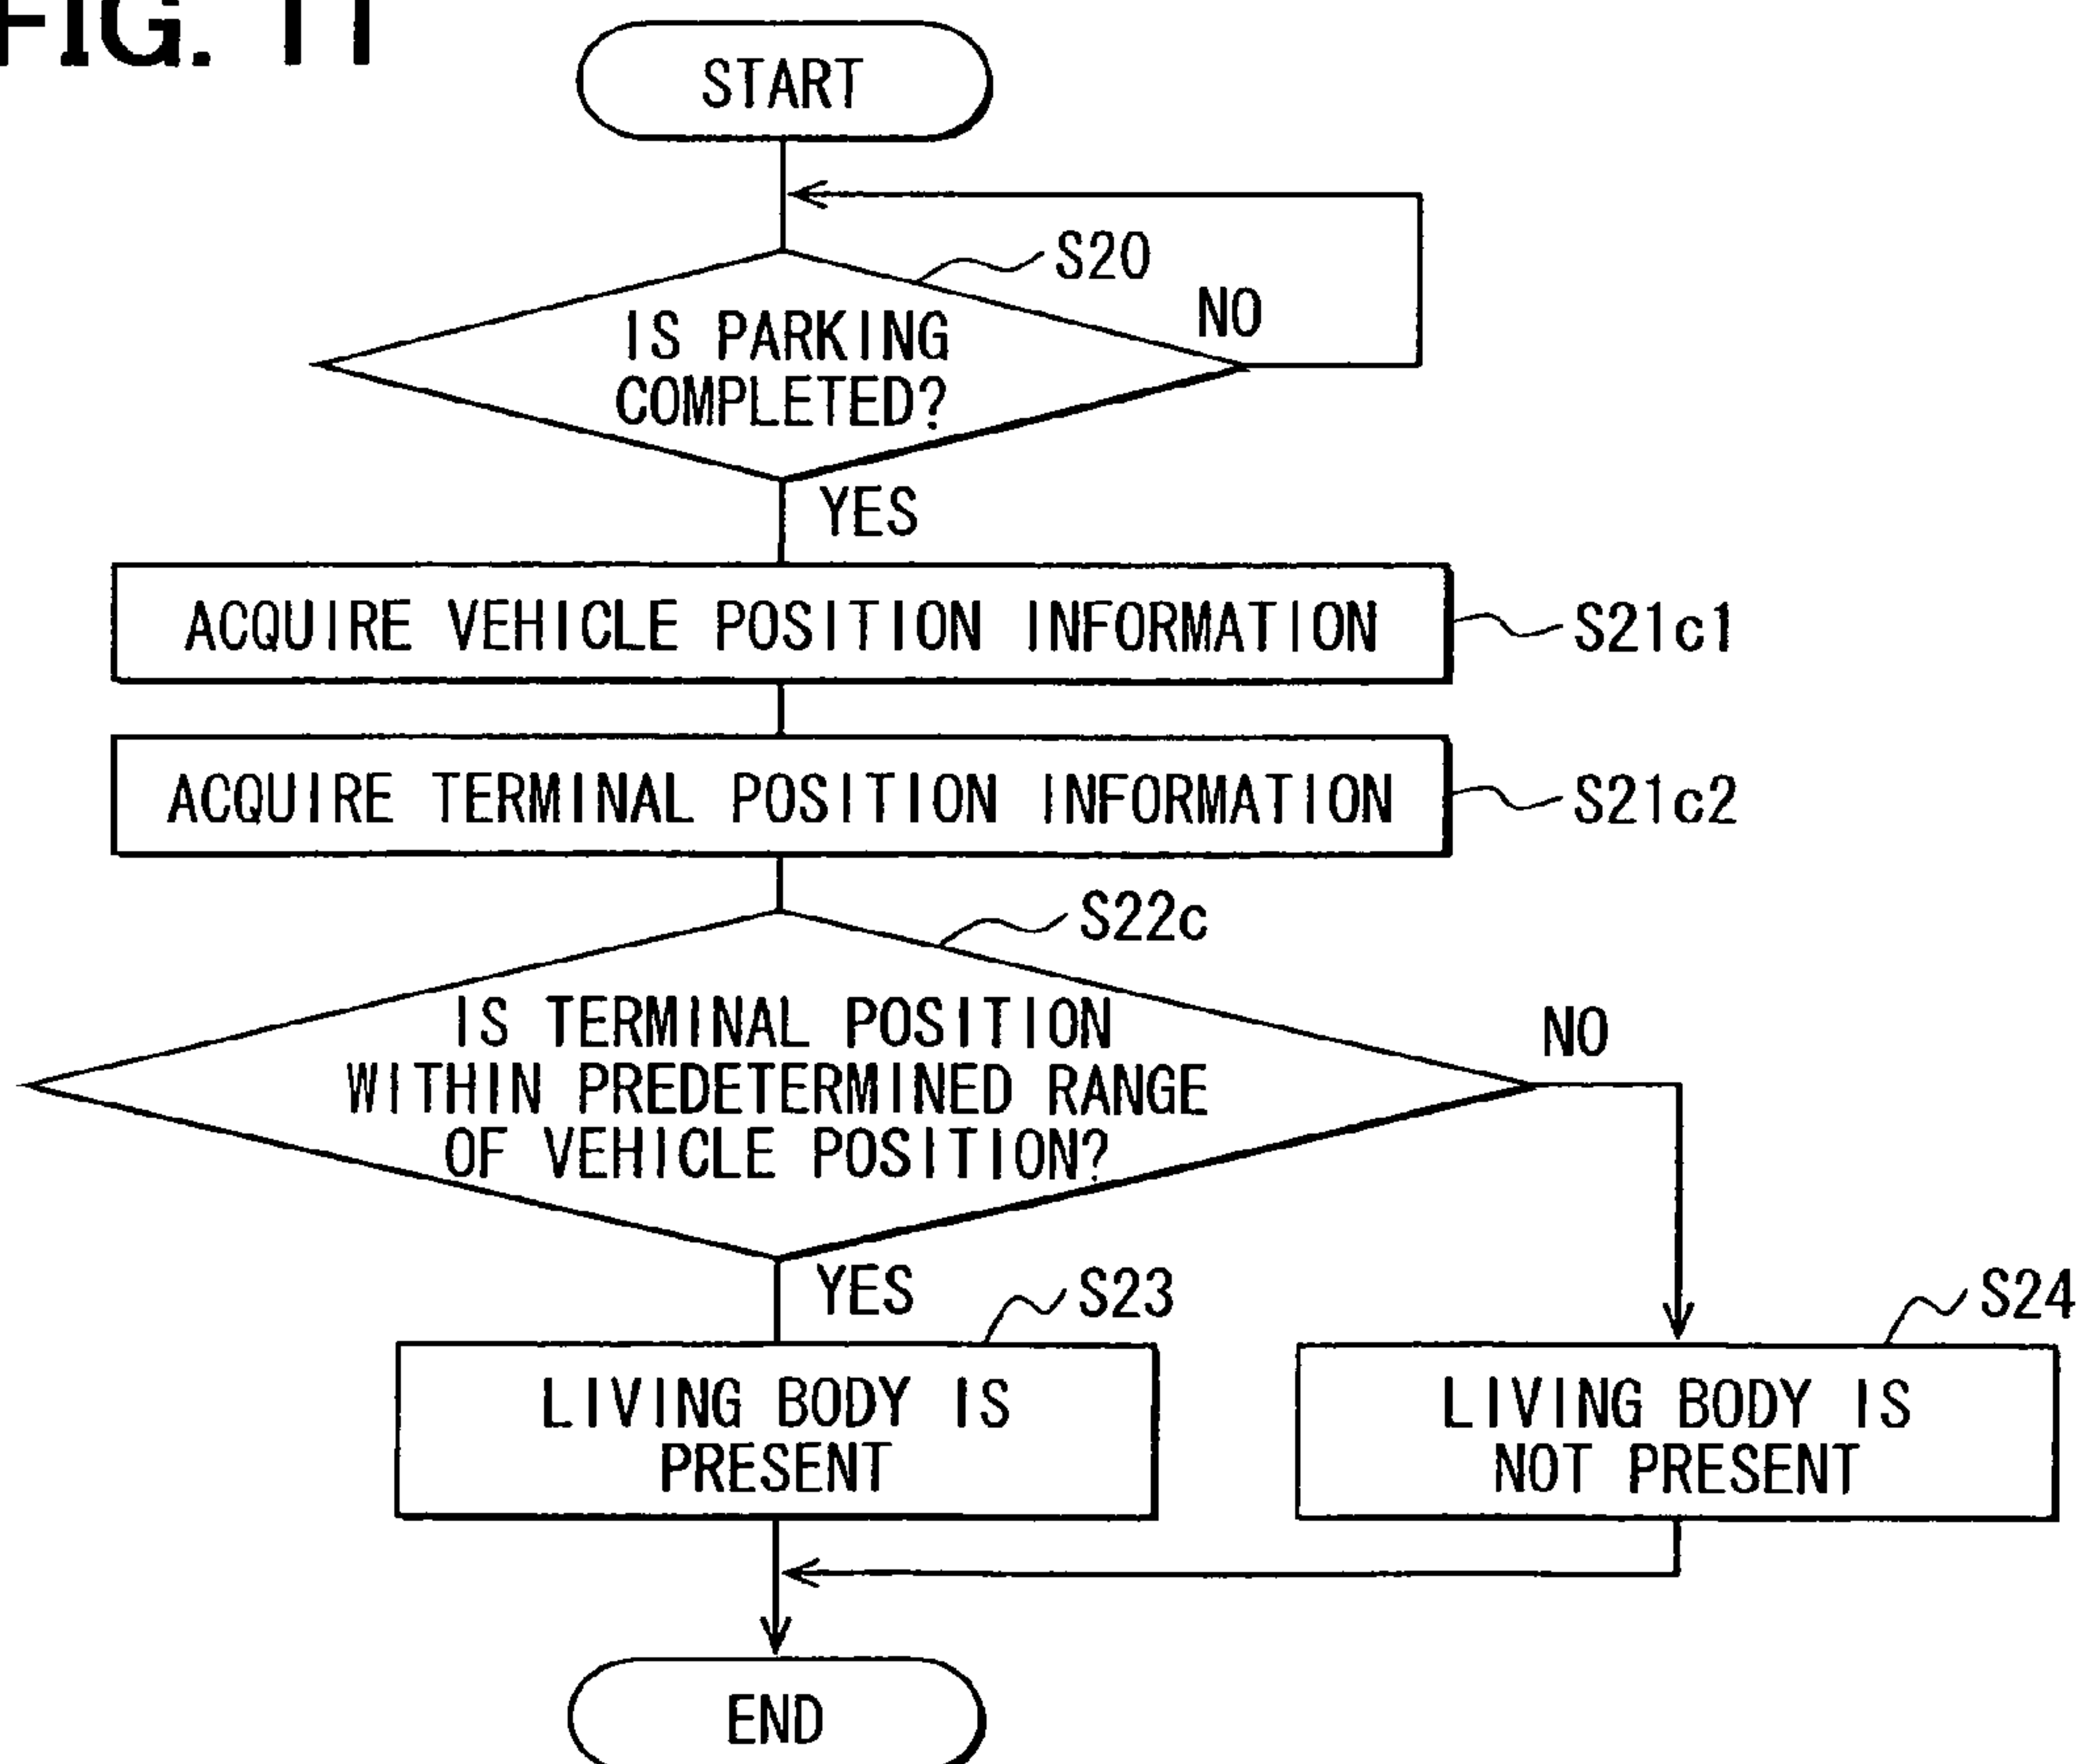 FIG. 11
START
S20
NO
IS PARKING
COMPLETED?
YES
ACQUIRE VEHICLE POSITION INFORMATION
S21c1
ACQUIRE TERMINAL POSITION INFORMATION
S21c2
S22c
NO
IS TERMINAL POSITION
WITHIN PREDETERMINED RANGE
OF VEHICLE POSITION?
YES
S23
S24
LIVING BODY IS
PRESENT
LIVING BODY IS
NOT PRESENT
END